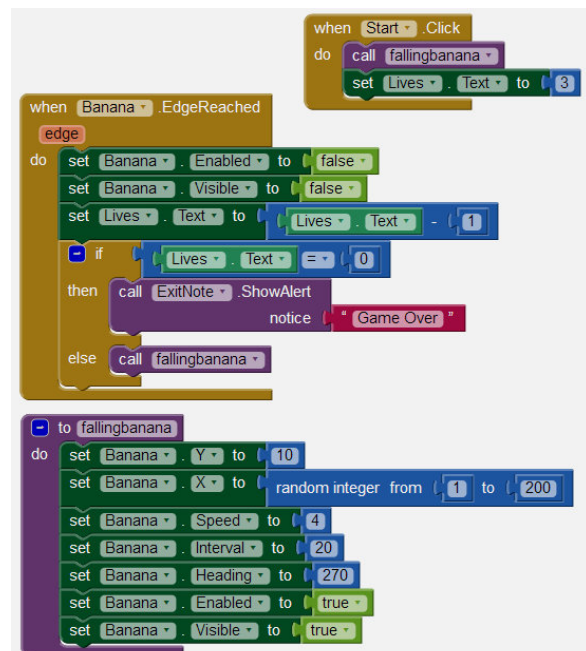 when Start .Click
do call fallingbanana
set Lives . Text to 3
when Banana .EdgeReached
edge
do set Banana . Enabled to false
set Banana . Visible to false
set Lives . Text to Lives . Text - 1
if Lives . Text = 0
then call ExitNote .ShowAlert
notice " Game Over "
else call fallingbanana
to fallingbanana
do set Banana . Y to 10
set Banana . X to random integer from 1 to 200
set Banana . Speed to 4
set Banana . Interval to 20
set Banana . Heading to 270
set Banana . Enabled to true
set Banana . Visible to true